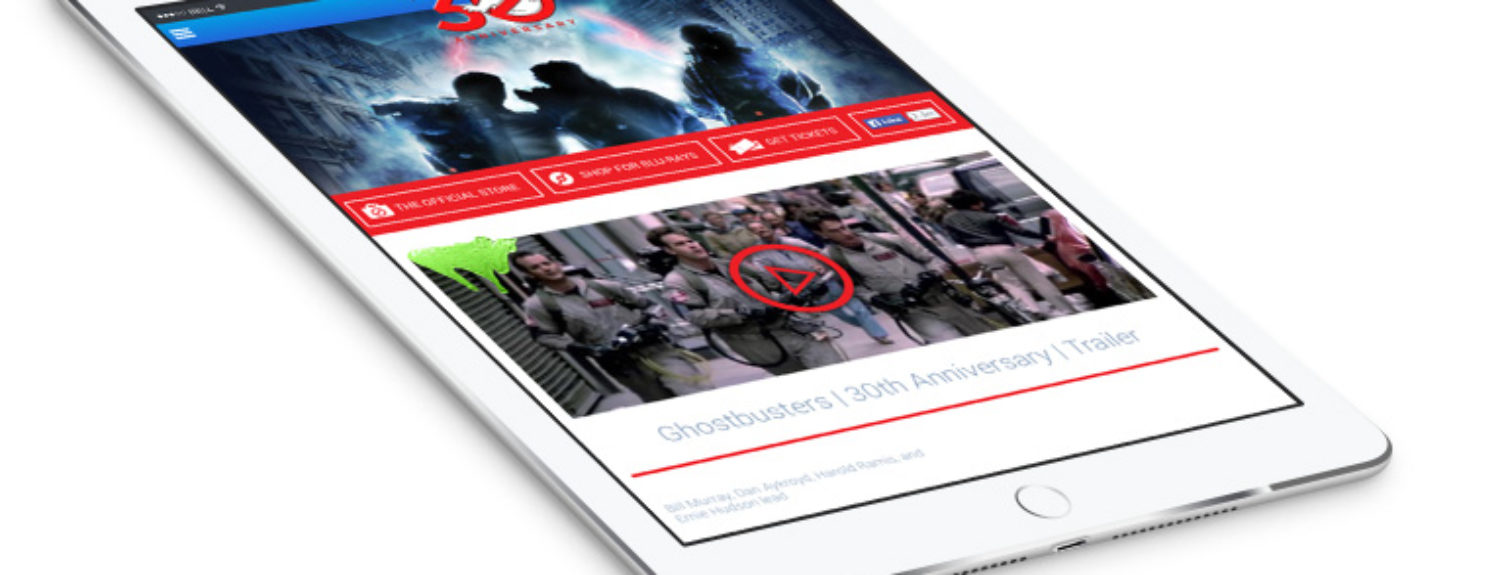 BELL
30
ANNIVERSARY
THE OFFICIAL STORE
SHOP FOR BLU-RAYS
GET TICKETS
Like
Ghostbusters | 30th Anniversary | Trailer
Bill Murray, Dan Aykroyd, Harold Ramis, and
Ernie Hudson lead